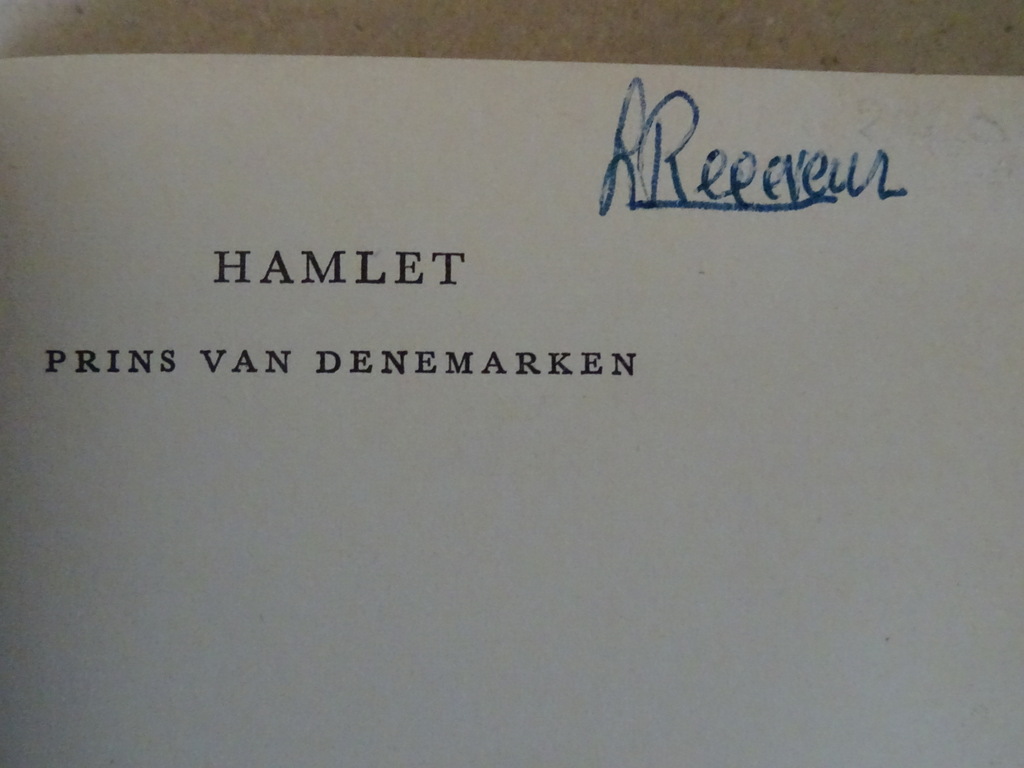 HAMLET
PRINS VAN DENEMARKEN